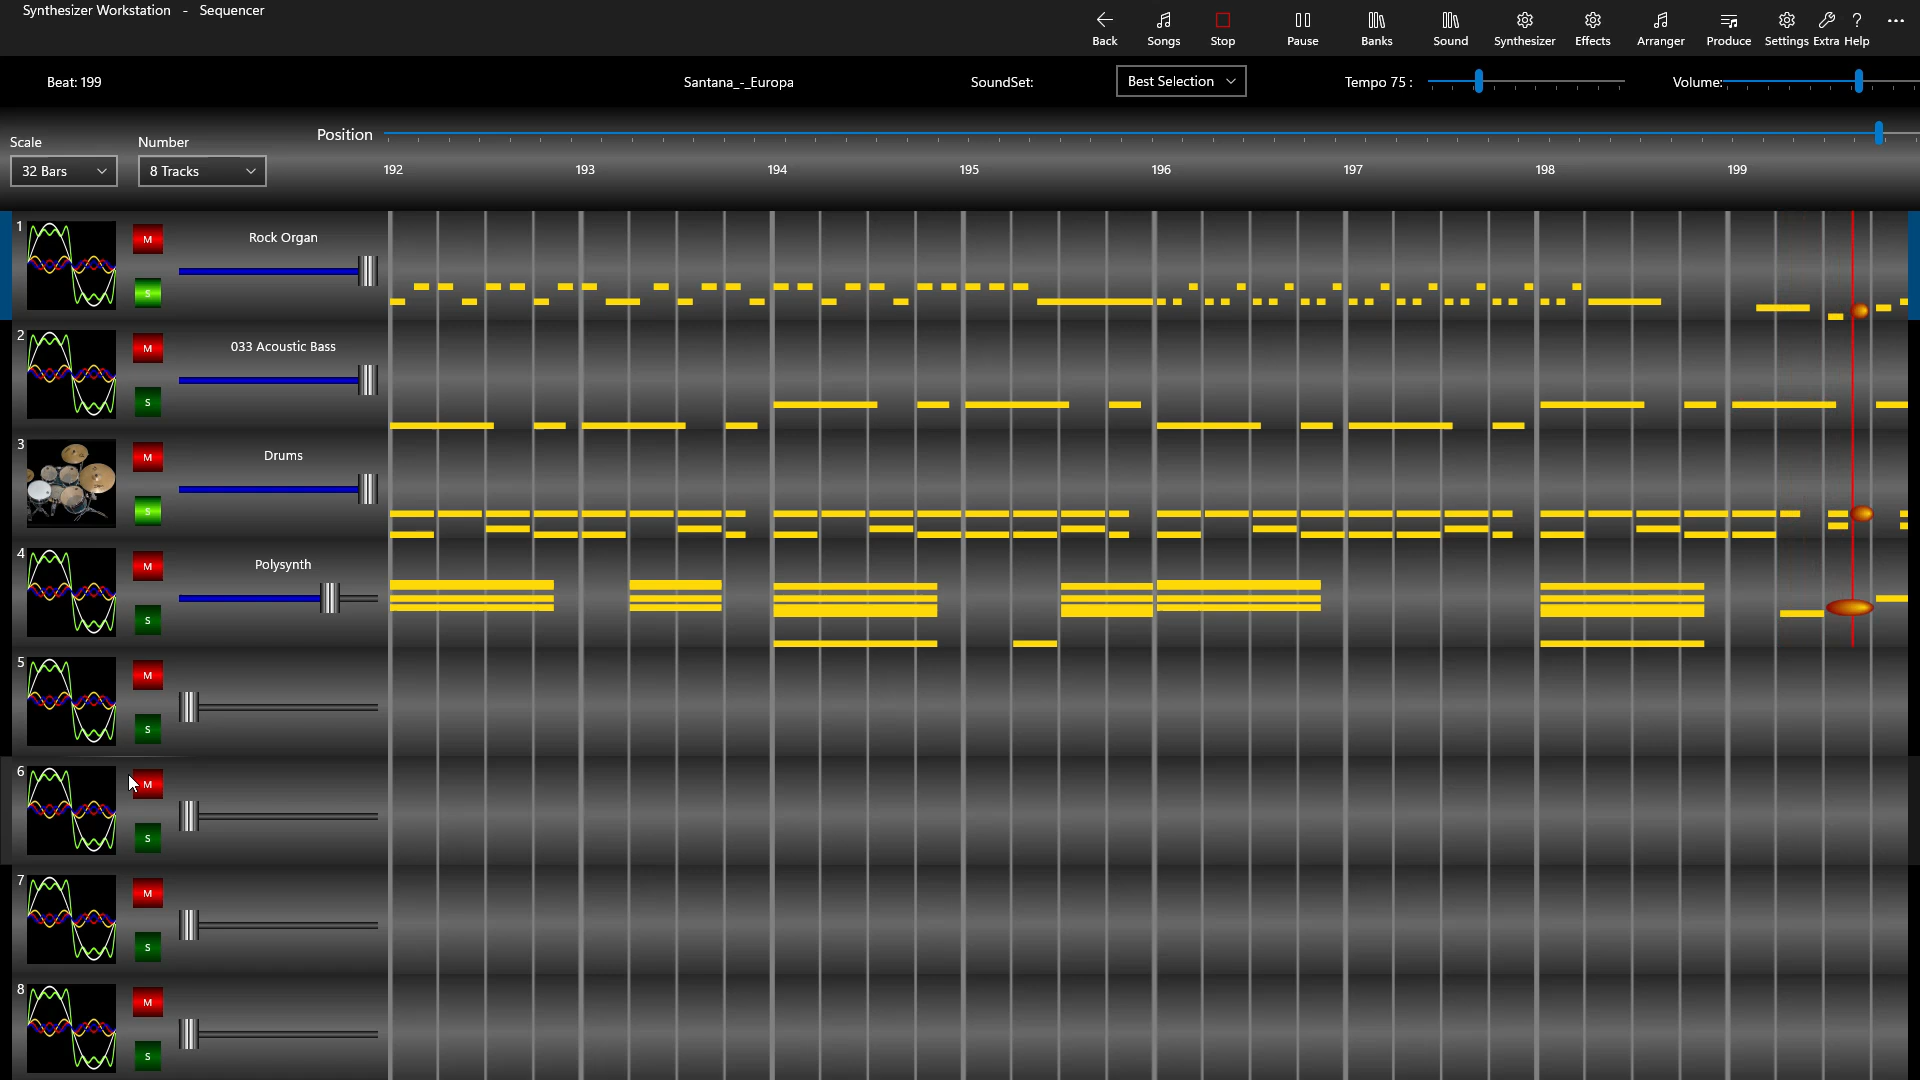 Synthesizer Workstation - Sequencer
Back Songs Stop Pause Banks Sound Synthesizer Effects Arranger Produce Settings Extra Help
Beat: 199 Santana_-_Europa SoundSet: Best Selection Tempo 75 : Volume:
Scale Number Position
32 Bars 8 Tracks
192 193 194 195 196 197 198 199
1 M Rock Organ
S
2 M 033 Acoustic Bass
S
3 M Drums
S
4 M Polysynth
S
5 M
S
6 M
S
7 M
S
8 M
S